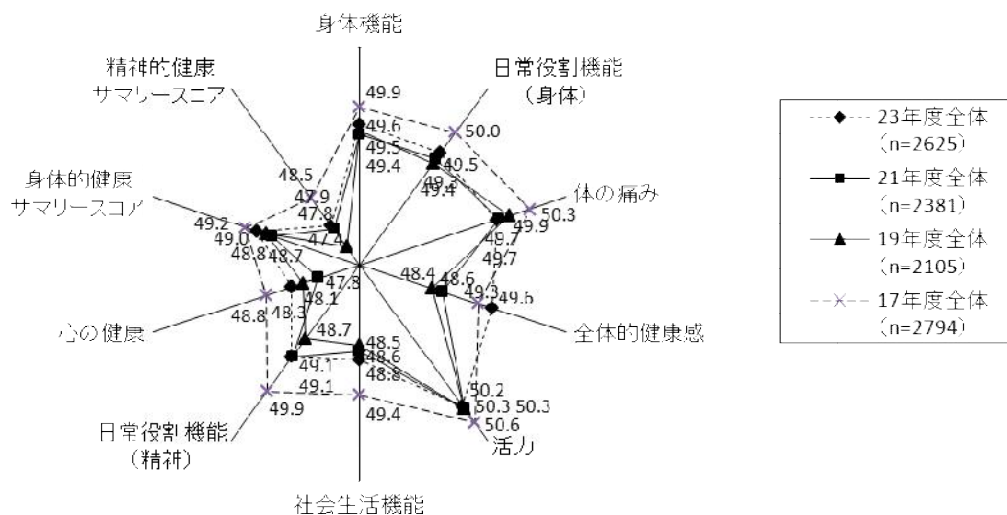 身体機能
日常役割機能
(身体)
体の痛み
全体的健康感
活力
社会生活機能
日常役割機能
(精神)
心の健康
身体的健康
サマリースコア
精神的健康
サマリースニア
49.9
49.6
49.5
49.4
50.0
49.5
49.3
49.4
50.3
49.9
49.7
49.7
49.6
49.3
48.6
48.4
50.2
50.3 50.3
50.6
48.5
48.6
48.8
49.4
48.7
49.1
49.1
49.9
47.8
48.1
48.3
48.8
49.2
49.0
48.8
48.7
48.5
47.9
47.8
47.4
23年度全体
(n=2625)
21年度全体
(n=2381)
19年度全体
(n=2105)
17年度全体
(n=2794)